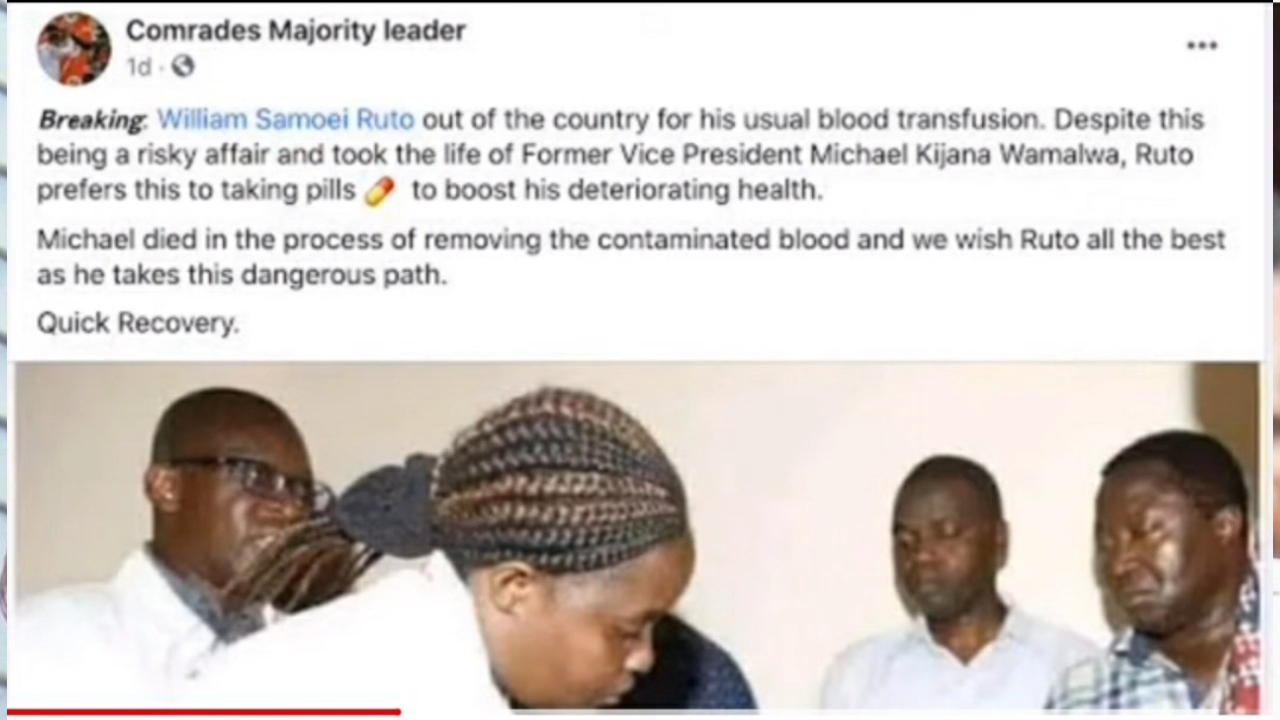 Comrades Majority leader
1d ·
Breaking: William Samoei Ruto out of the country for his usual blood transfusion. Despite this
being a risky affair and took the life of Former Vice President Michael Kijana Wamalwa, Ruto
prefers this to taking pills 💊 to boost his deteriorating health.
Michael died in the process of removing the contaminated blood and we wish Ruto all the best
as he takes this dangerous path.
Quick Recovery.